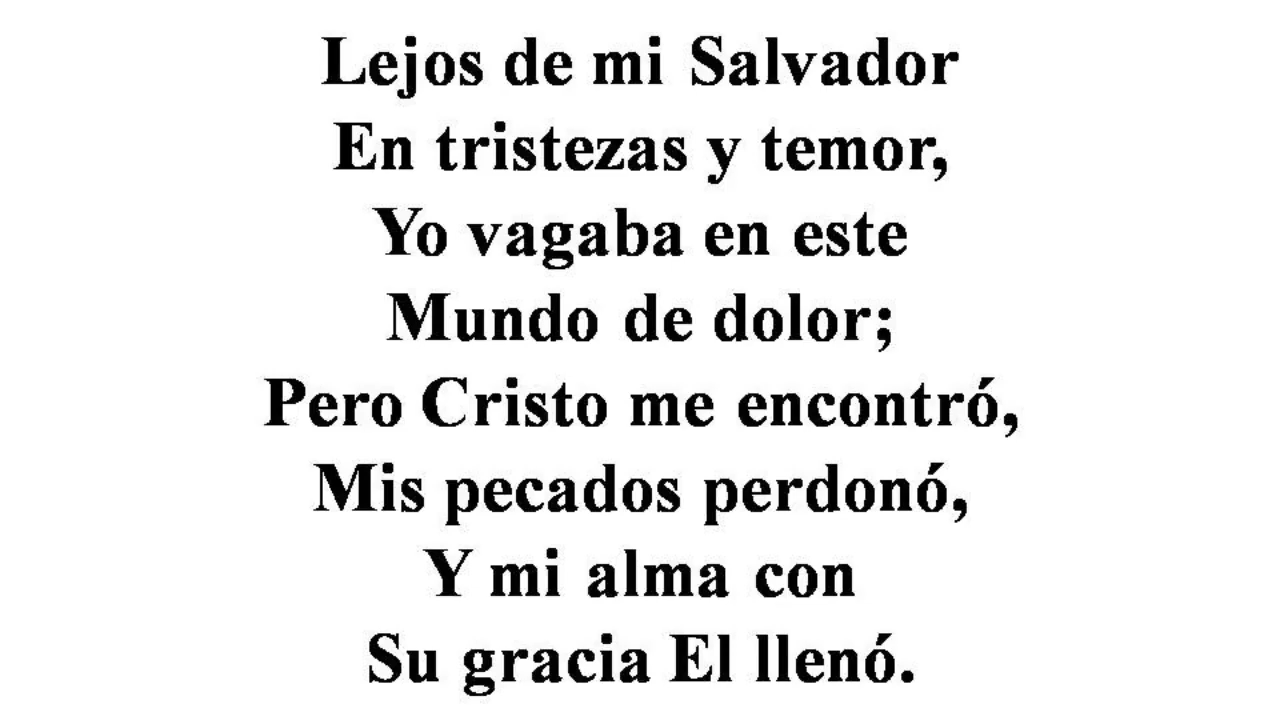 Lejos de mi Salvador
En tristezas y temor,
Yo vagaba en este
Mundo de dolor;
Pero Cristo me encontró,
Mis pecados perdonó,
Y mi alma con
Su gracia El llenó.